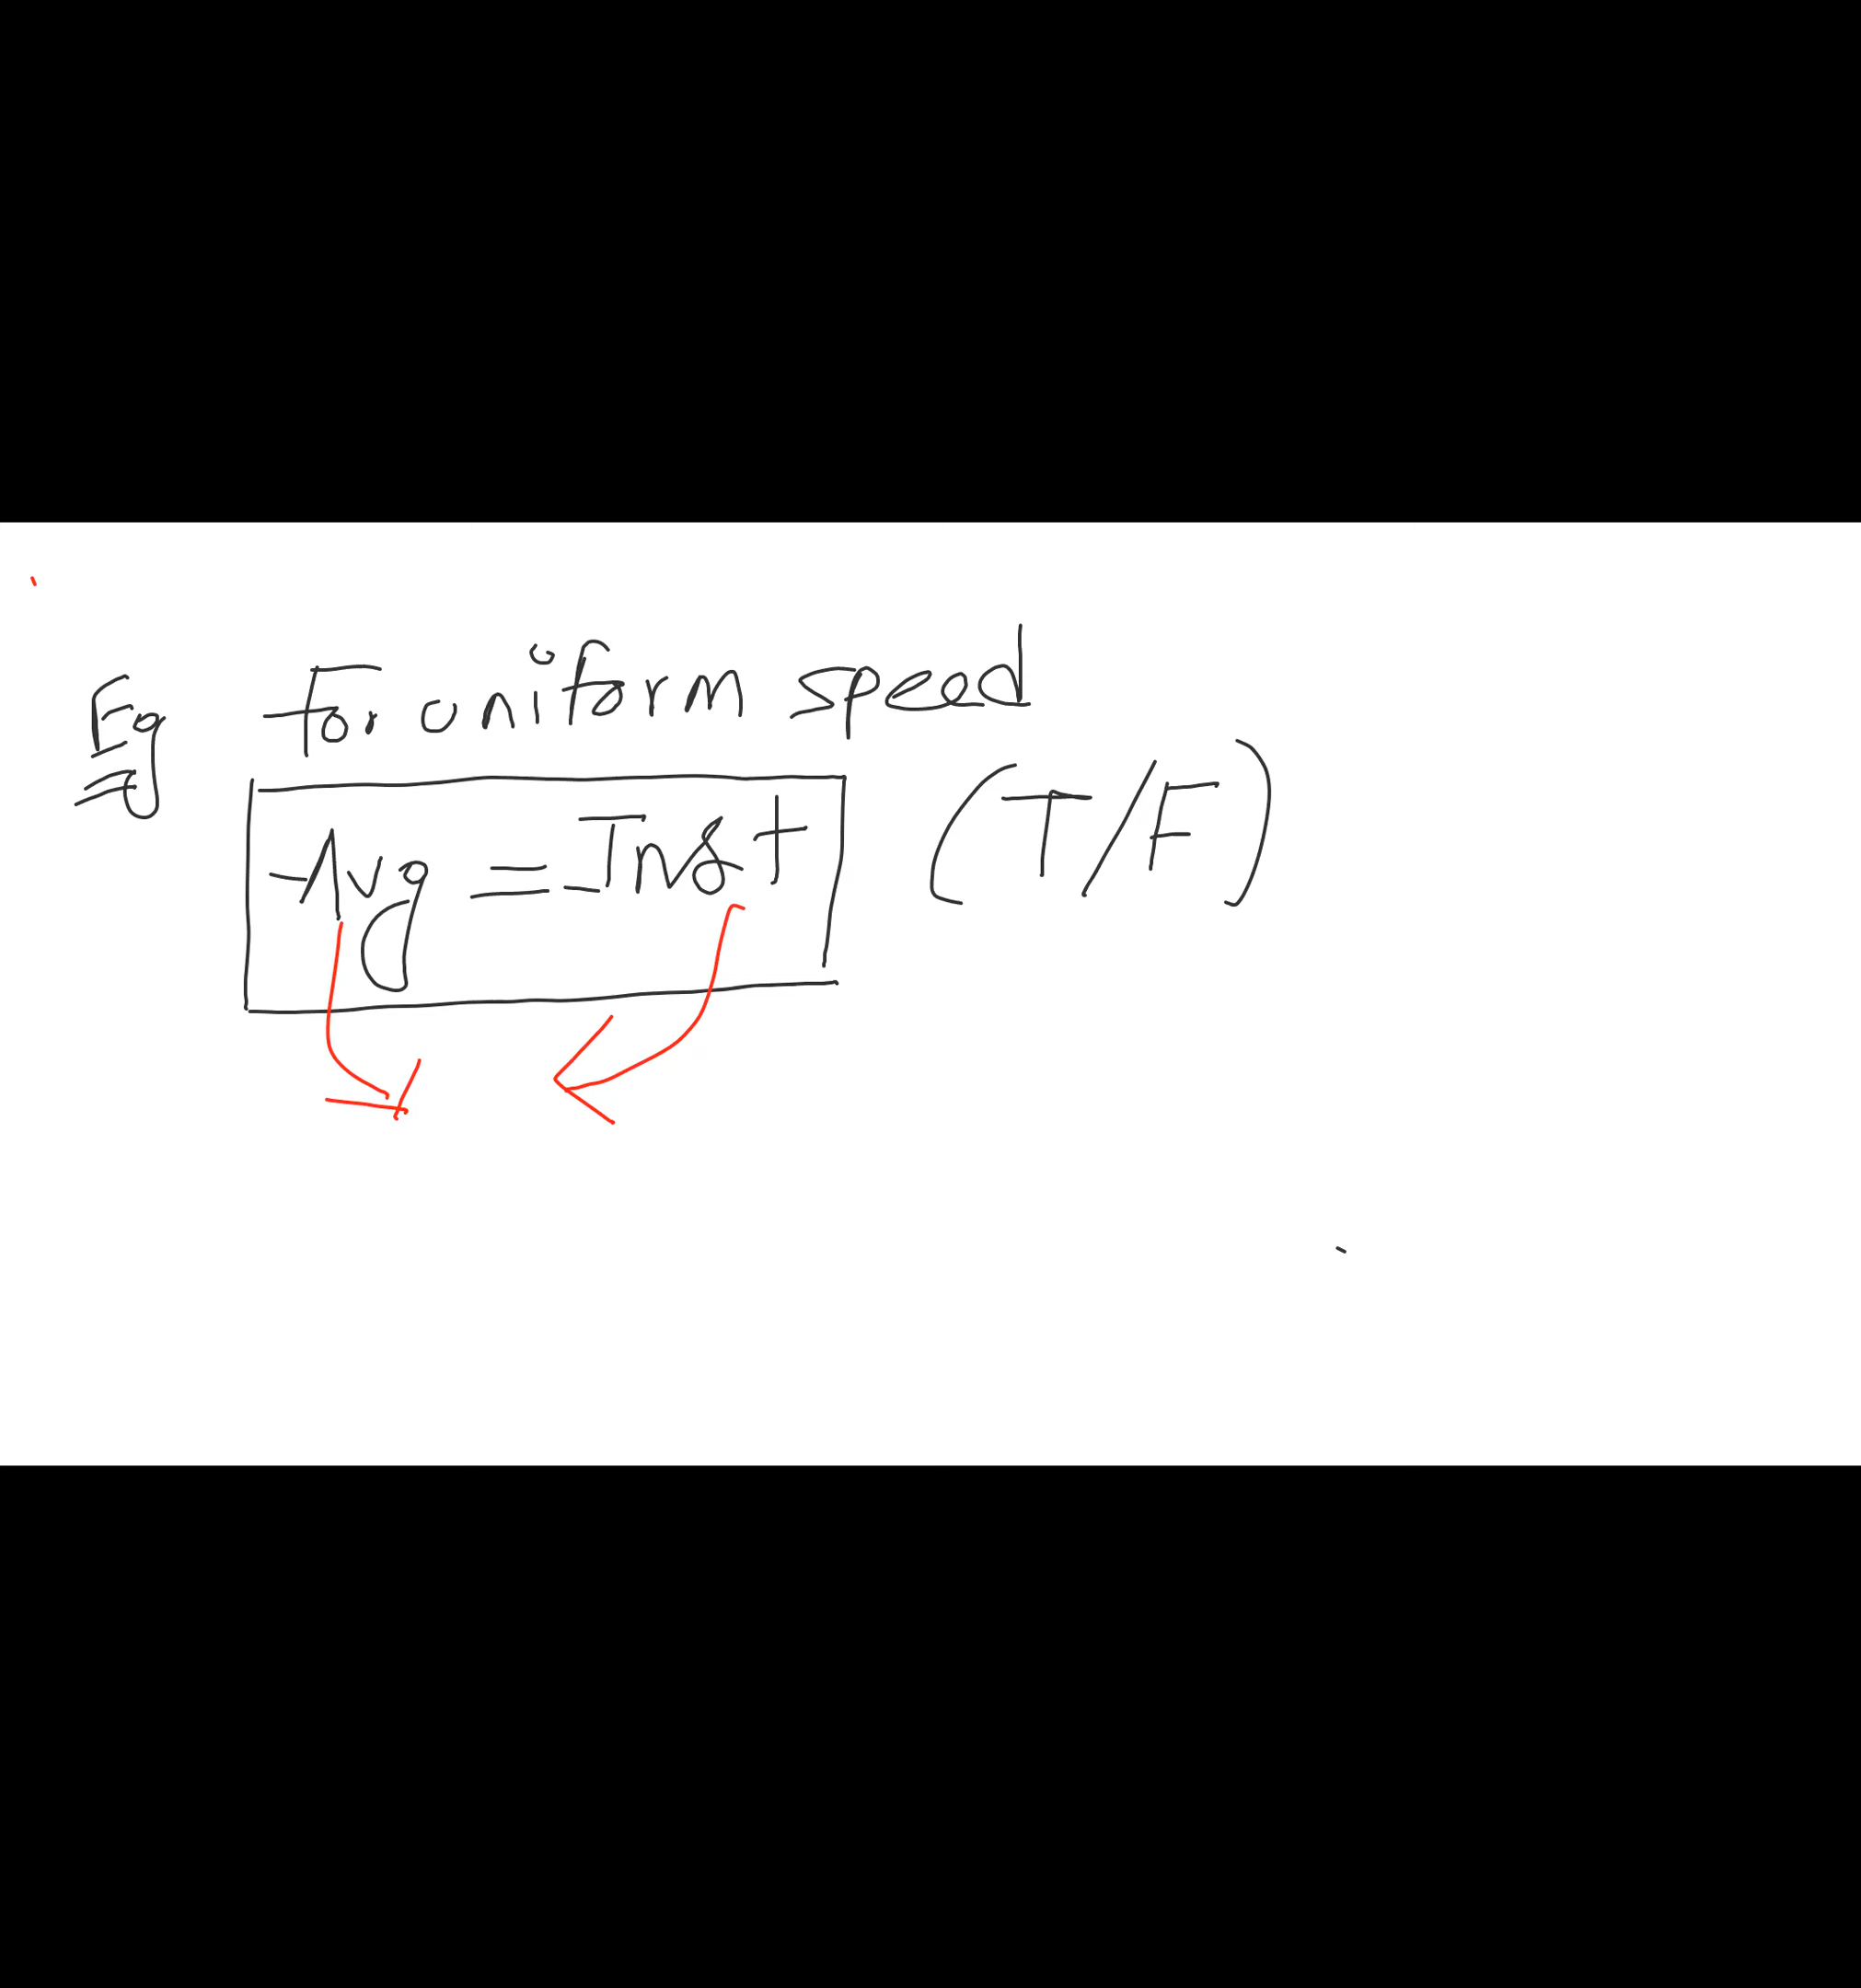 Eg For uniform speed
Avg = Inst (T/F)